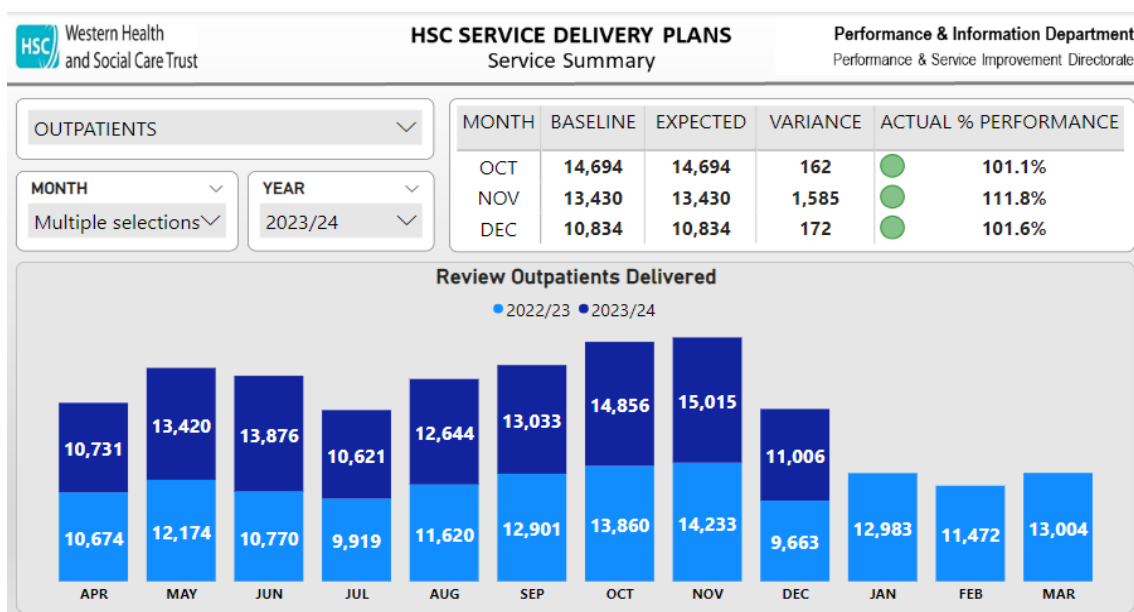 HSC
Western Health
and Social Care Trust
HSC SERVICE DELIVERY PLANS
Service Summary
Performance & Information Department
Performance & Service Improvement Directorate
OUTPATIENTS
MONTH
Multiple selections
YEAR
2023/24
MONTH BASELINE EXPECTED VARIANCE ACTUAL % PERFORMANCE
OCT 14,694 14,694 162 101.1%
NOV 13,430 13,430 1,585 111.8%
DEC 10,834 10,834 172 101.6%
Review Outpatients Delivered
2022/23 2023/24
10,731 13,420 13,876 10,621 12,644 13,033 14,856 15,015 11,006
10,674 12,174 10,770 9,919 11,620 12,901 13,860 14,233 9,663 12,983 11,472 13,004
APR MAY JUN JUL AUG SEP OCT NOV DEC JAN FEB MAR